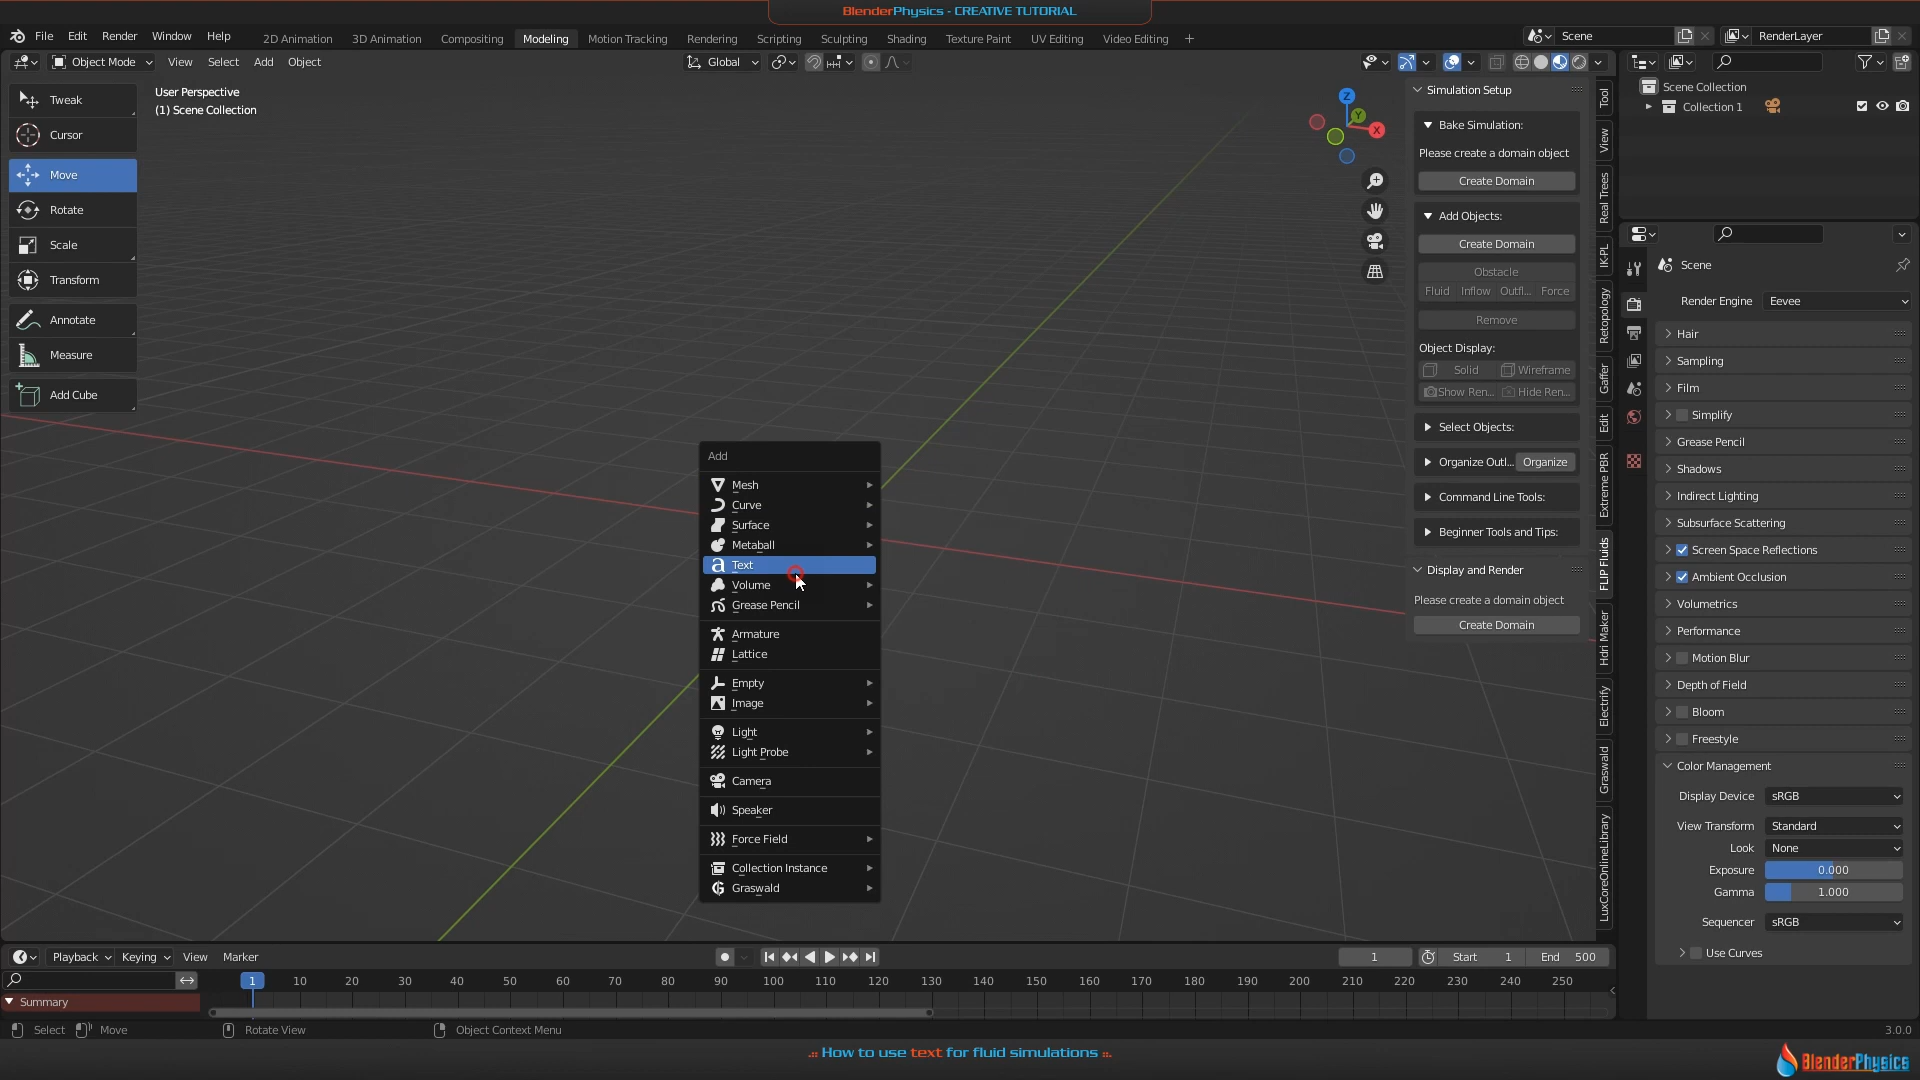 BlenderPhysics - CREATIVE TUTORIAL
File Edit Render Window Help 2D Animation 3D Animation Compositing Modeling Motion Tracking Rendering Scripting Sculpting Shading Texture Paint UV Editing Video Editing + Scene RenderLayer
Object Mode View Select Add Object Global
User Perspective
(1) Scene Collection
Tweak
Cursor
Move
Rotate
Scale
Transform
Annotate
Measure
Add Cube
Z
Y
X
Add
Mesh
Curve
Surface
Metaball
Text
Volume
Grease Pencil
Armature
Lattice
Empty
Image
Light
Light Probe
Camera
Speaker
Force Field
Collection Instance
Graswald
Simulation Setup
Bake Simulation:
Please create a domain object
Create Domain
Add Objects:
Create Domain
Obstacle
Fluid Inflow Outfl... Force
Remove
Object Display:
Solid Wireframe
Show Ren... Hide Ren...
Select Objects:
Organize Outl... Organize
Command Line Tools:
Beginner Tools and Tips:
Display and Render
Please create a domain object
Create Domain
Tool
View
Real Trees
IK-PL
Retopology
Gaffer
Edit
Extreme PBR
FLIP Fluids
Hdri Maker
Electrify
Graswald
LuxCoreOnlineLibrary
Scene Collection
Collection 1
Scene
Render Engine Eevee
Hair
Sampling
Film
Simplify
Grease Pencil
Shadows
Indirect Lighting
Subsurface Scattering
Screen Space Reflections
Ambient Occlusion
Volumetrics
Performance
Motion Blur
Depth of Field
Bloom
Freestyle
Color Management
Display Device sRGB
View Transform Standard
Look None
Exposure 0.000
Gamma 1.000
Sequencer sRGB
Use Curves
Playback Keying View Marker 1 Start 1 End 500
1 10 20 30 40 50 60 70 80 90 100 110 120 130 140 150 160 170 180 190 200 210 220 230 240 250
Summary
Select Move Rotate View Object Context Menu 3.0.0
.:: How to use text for fluid simulations ::.
BlenderPhysics